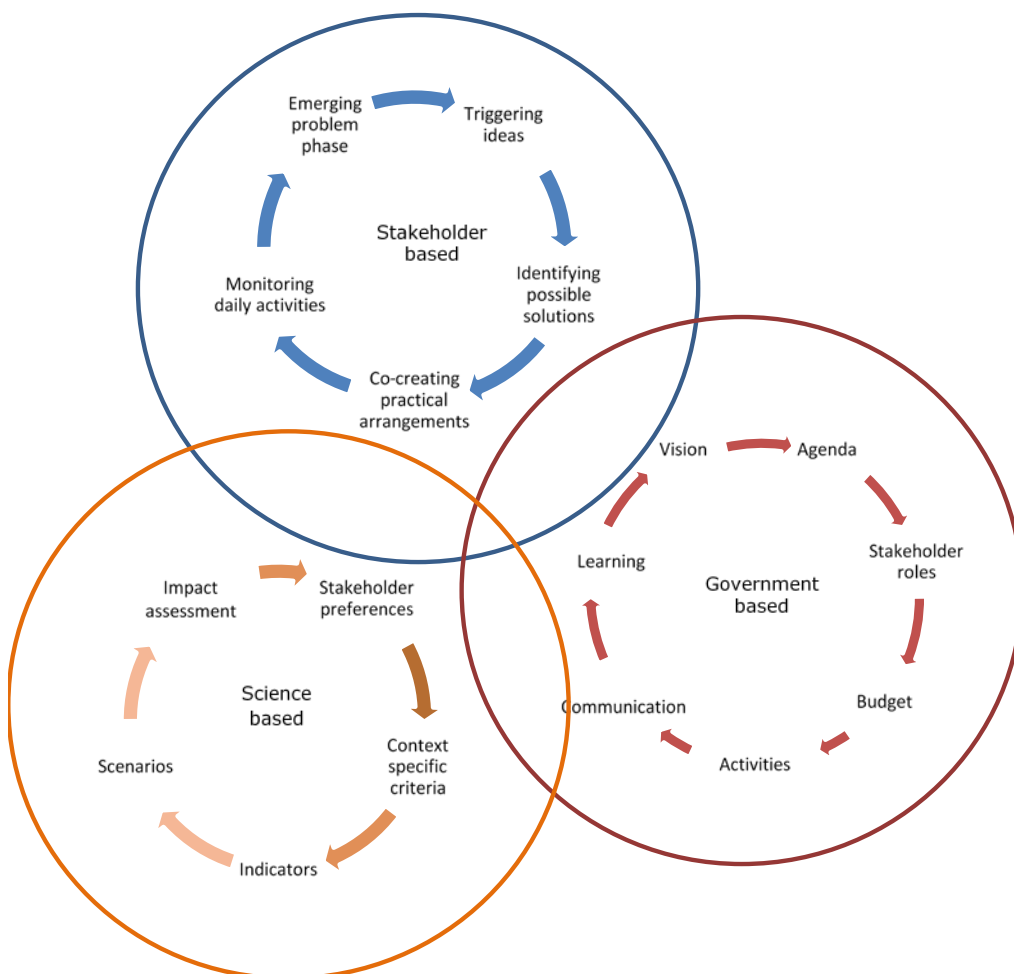 Emerging
problem
phase
Triggering
ideas
Stakeholder
based
Identifying
possible
solutions
Monitoring
daily activities
Co-creating
practical
arrangements
Vision
Agenda
Stakeholder
roles
Learning
Government
based
Budget
Communication
Activities
Impact
assessment
Stakeholder
preferences
Science
based
Context
specific
criteria
Scenarios
Indicators